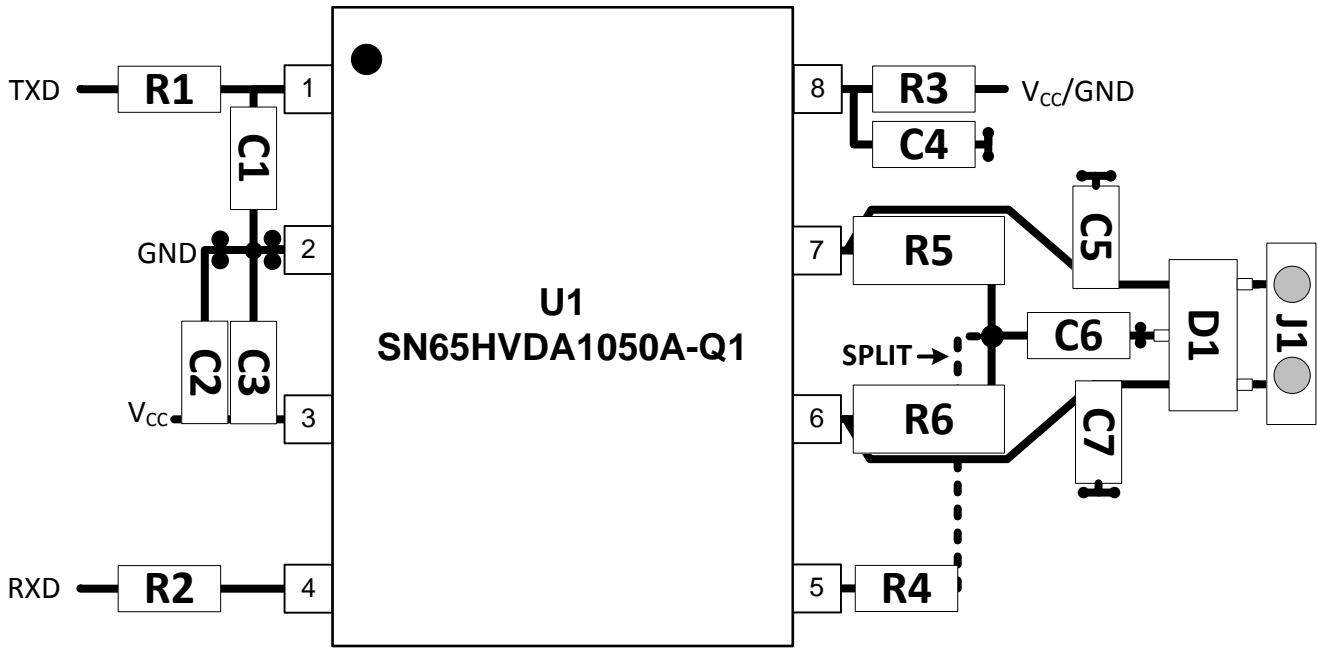 TXD
R1
1
C1
GND
2
C2
C3
VCC
3
RXD
R2
4
U1
SN65HVDA1050A-Q1
8
R3
VCC/GND
C4
7
R5
C5
SPLIT
C6
D1
J1
6
R6
C7
5
R4